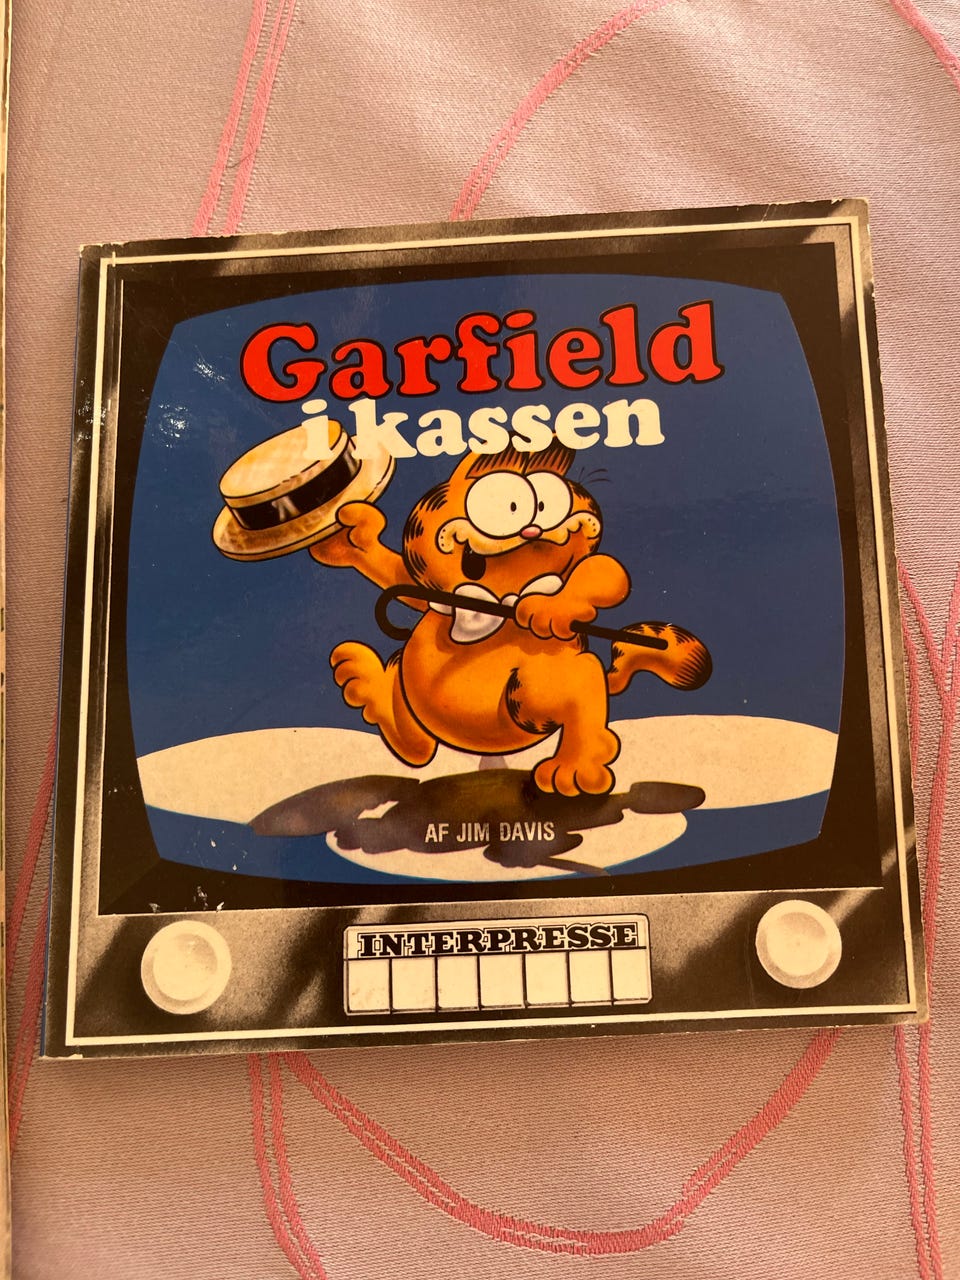 Garfield
i kassen
AF JIM DAVIS
INTERPRESSE